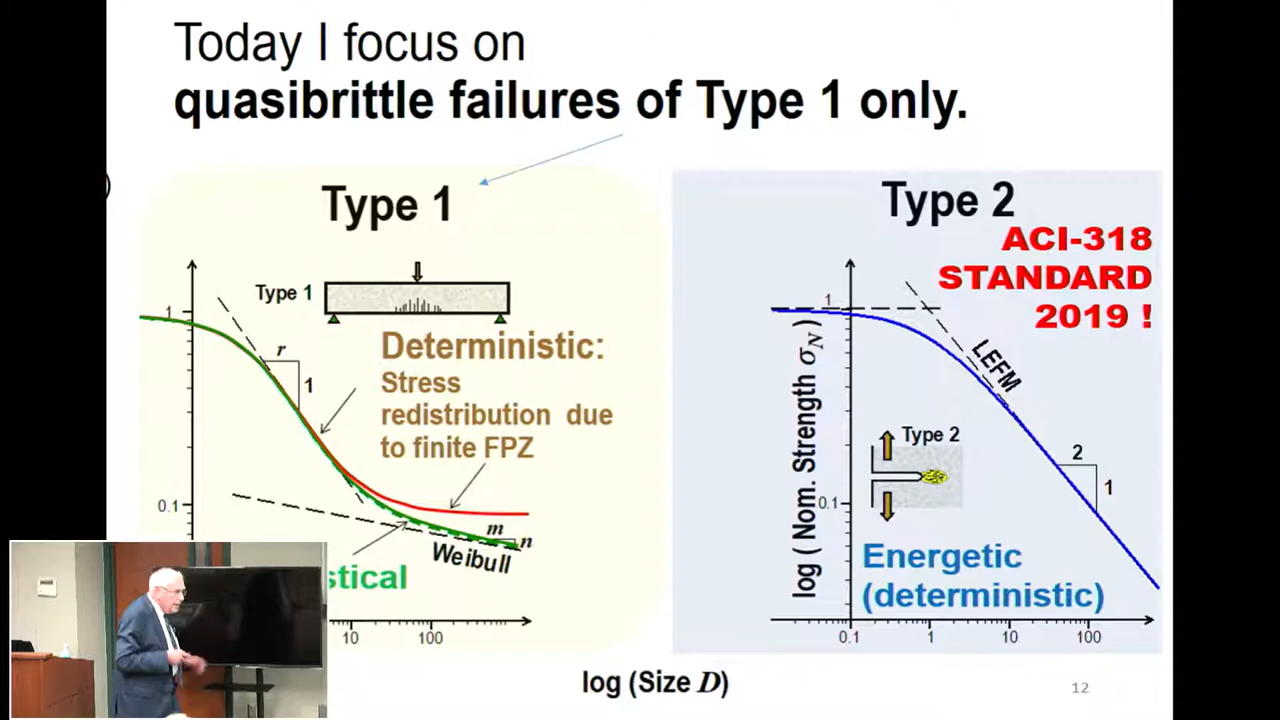 Today I focus on
quasibrittle failures of Type 1 only.
)
Type 1
Type 1
1
r
1
Deterministic:
Stress
redistribution due
to finite FPZ
0.1
m
n
Weibull
stical
10
100
Type 2
ACI-318
STANDARD
2019 !
1
LEFM
log ( Nom. Strength σN )
Type 2
2
1
0.1
Energetic
(deterministic)
0.1
1
10
100
log (Size D)
12